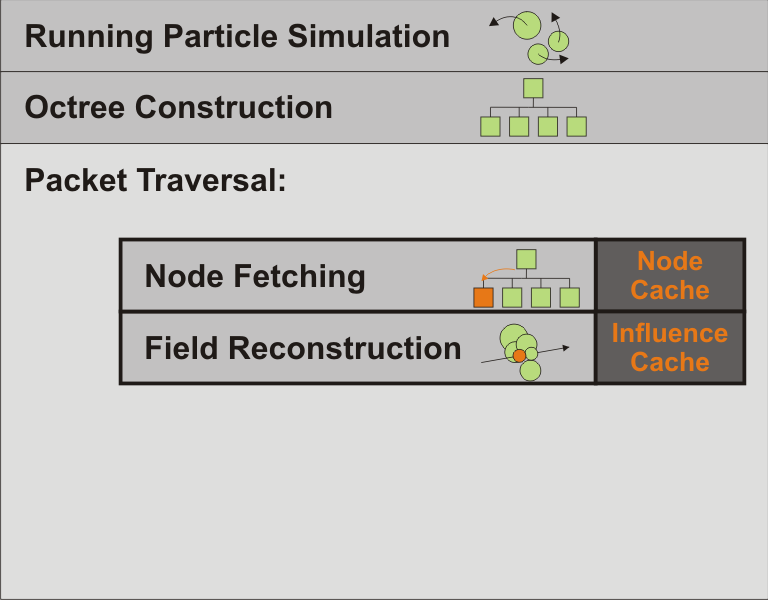 Running Particle Simulation
Octree Construction
Packet Traversal:
Node Fetching
Node
Cache
Field Reconstruction
Influence
Cache